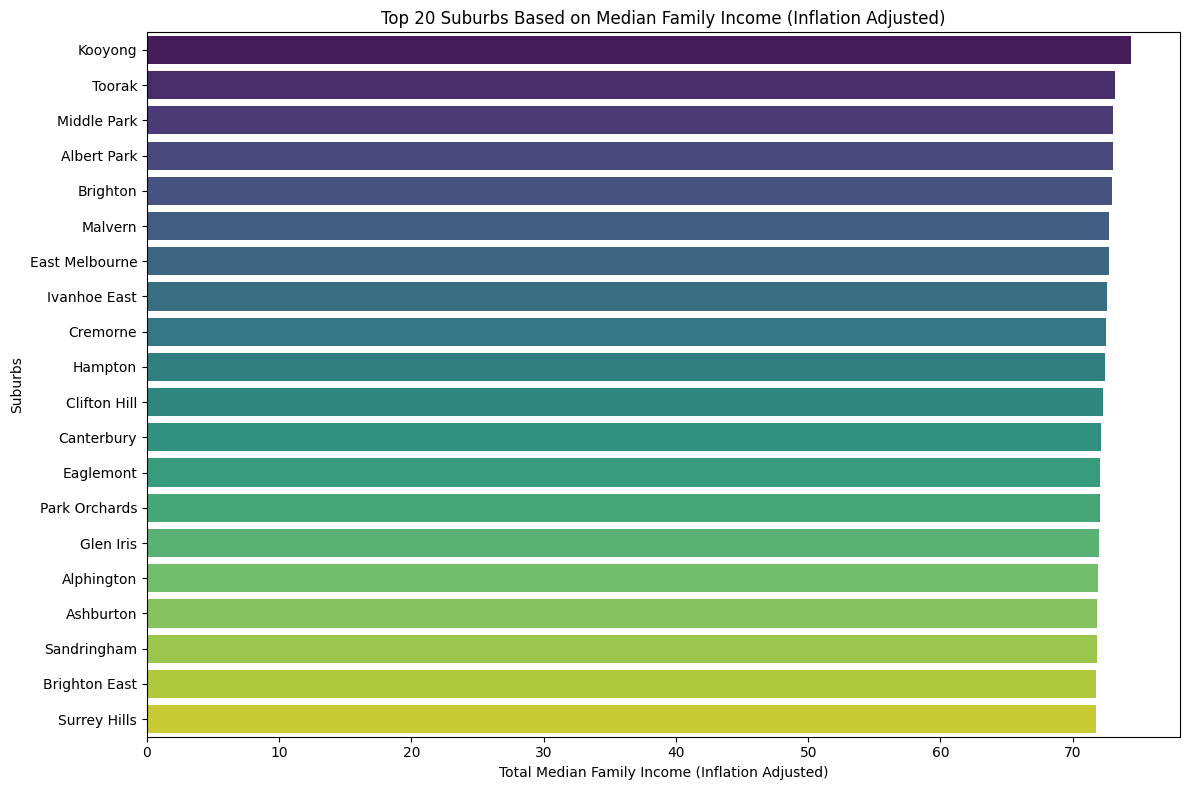 Top 20 Suburbs Based on Median Family Income (Inflation Adjusted)
Suburbs
Kooyong
Toorak
Middle Park
Albert Park
Brighton
Malvern
East Melbourne
Ivanhoe East
Cremorne
Hampton
Clifton Hill
Canterbury
Eaglemont
Park Orchards
Glen Iris
Alphington
Ashburton
Sandringham
Brighton East
Surrey Hills
0 10 20 30 40 50 60 70
Total Median Family Income (Inflation Adjusted)